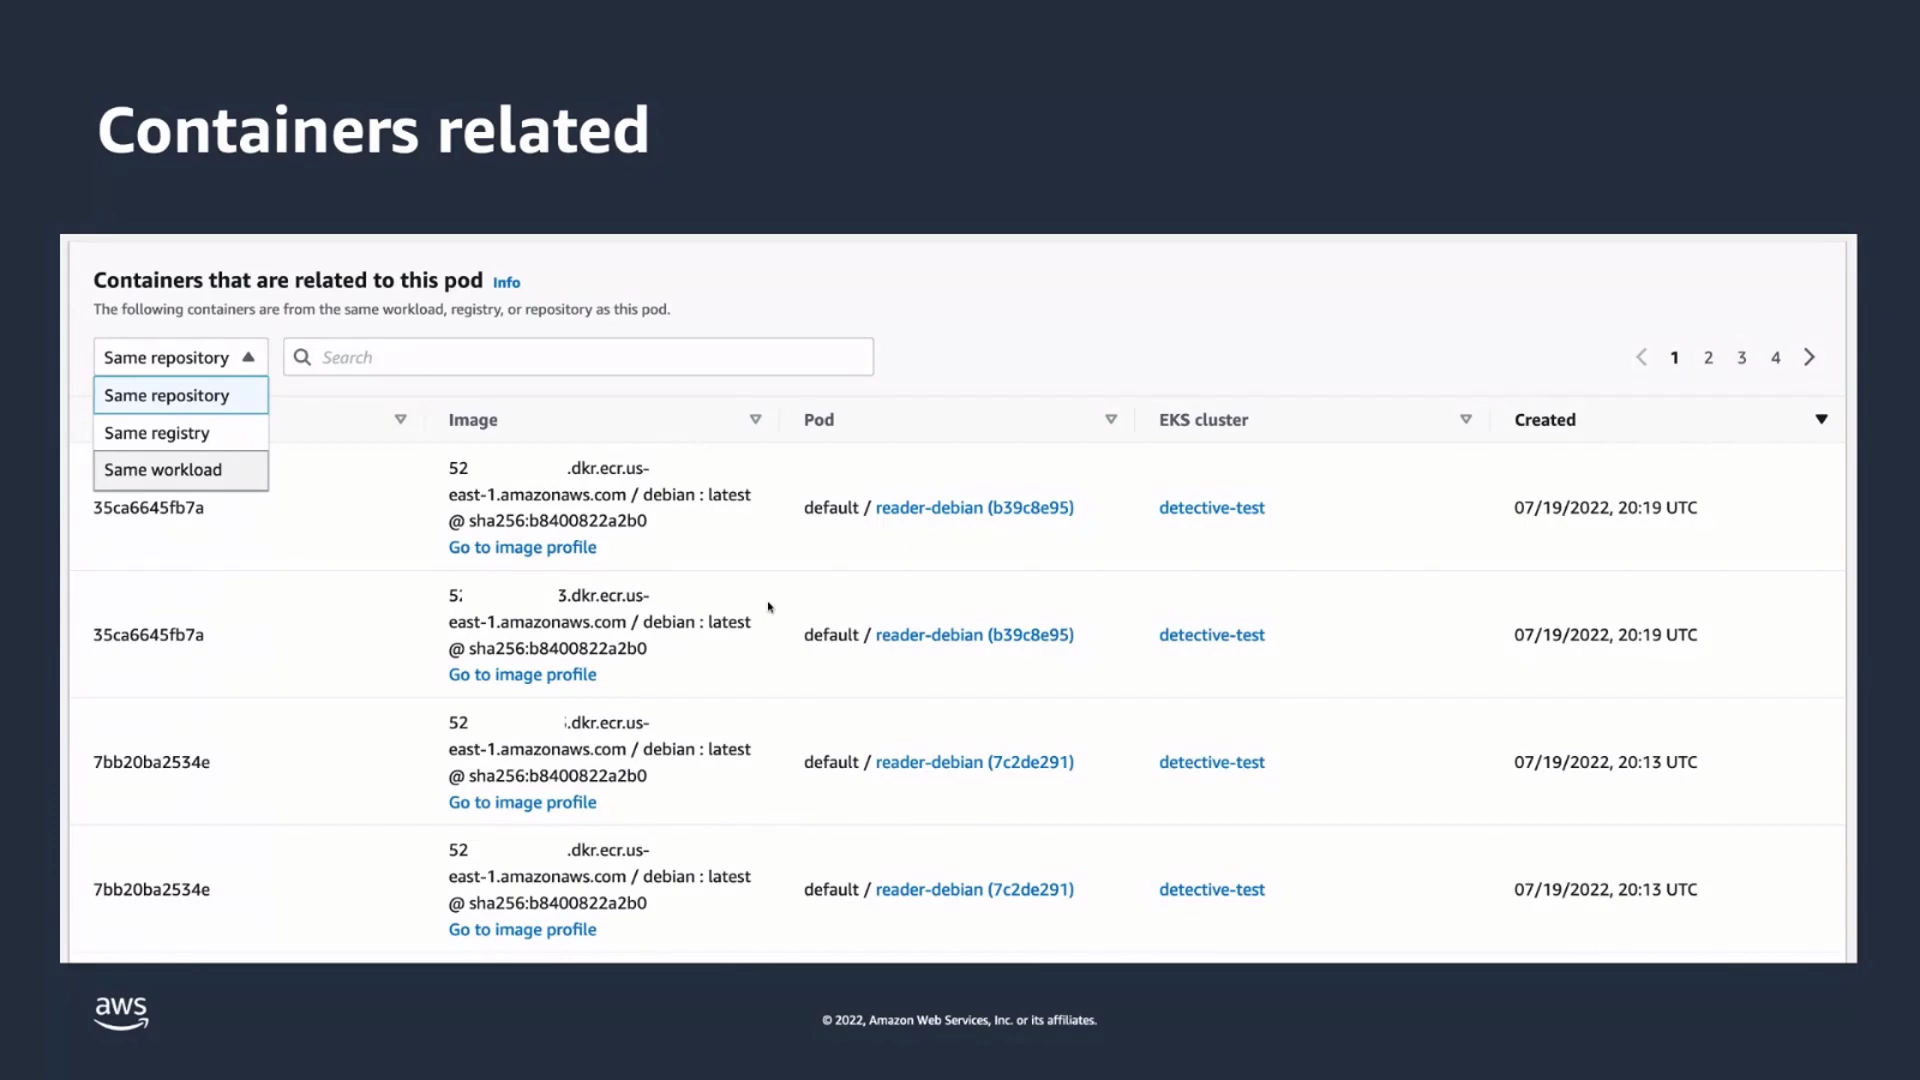 Containers related
Containers that are related to this pod Info
The following containers are from the same workload, registry, or repository as this pod.
Same repository
Search
1 2 3 4
Same repository
Same registry
Same workload
Image
Pod
EKS cluster
Created
35ca6645fb7a
52 .dkr.ecr.us-
east-1.amazonaws.com / debian : latest
@ sha256:b8400822a2b0
Go to image profile
default / reader-debian (b39c8e95)
detective-test
07/19/2022, 20:19 UTC
35ca6645fb7a
52 3.dkr.ecr.us-
east-1.amazonaws.com / debian : latest
@ sha256:b8400822a2b0
Go to image profile
default / reader-debian (b39c8e95)
detective-test
07/19/2022, 20:19 UTC
7bb20ba2534e
52 .dkr.ecr.us-
east-1.amazonaws.com / debian : latest
@ sha256:b8400822a2b0
Go to image profile
default / reader-debian (7c2de291)
detective-test
07/19/2022, 20:13 UTC
7bb20ba2534e
52 .dkr.ecr.us-
east-1.amazonaws.com / debian : latest
@ sha256:b8400822a2b0
Go to image profile
default / reader-debian (7c2de291)
detective-test
07/19/2022, 20:13 UTC
aws
© 2022, Amazon Web Services, Inc. or its affiliates.